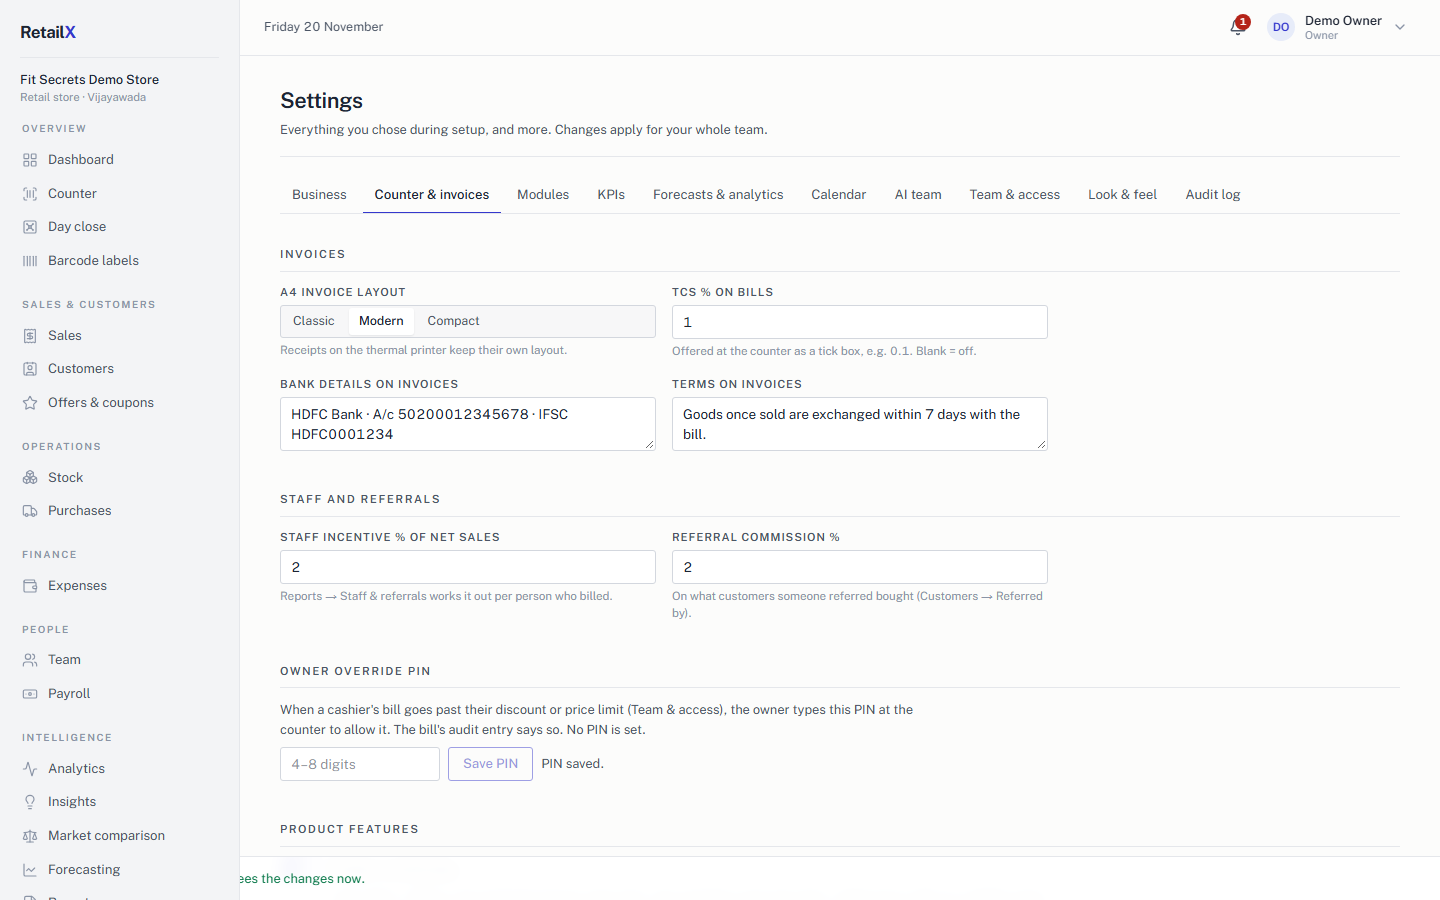 RetailX
Friday 20 November
1
DO
Demo Owner
Owner
Fit Secrets Demo Store
Retail store · Vijayawada
OVERVIEW
Dashboard
Counter
Day close
Barcode labels
SALES & CUSTOMERS
Sales
Customers
Offers & coupons
OPERATIONS
Stock
Purchases
FINANCE
Expenses
PEOPLE
Team
Payroll
INTELLIGENCE
Analytics
Insights
Market comparison
Forecasting
Settings
Everything you chose during setup, and more. Changes apply for your whole team.
Business Counter & invoices Modules KPIs Forecasts & analytics Calendar AI team Team & access Look & feel Audit log
INVOICES
A4 INVOICE LAYOUT
Classic Modern Compact
Receipts on the thermal printer keep their own layout.
TCS % ON BILLS
1
Offered at the counter as a tick box, e.g. 0.1. Blank = off.
BANK DETAILS ON INVOICES
HDFC Bank · A/c 50200012345678 · IFSC
HDFC0001234
TERMS ON INVOICES
Goods once sold are exchanged within 7 days with the
bill.
STAFF AND REFERRALS
STAFF INCENTIVE % OF NET SALES
2
Reports → Staff & referrals works it out per person who billed.
REFERRAL COMMISSION %
2
On what customers someone referred bought (Customers → Referred
by).
OWNER OVERRIDE PIN
When a cashier's bill goes past their discount or price limit (Team & access), the owner types this PIN at the
counter to allow it. The bill's audit entry says so. No PIN is set.
4–8 digits Save PIN PIN saved.
PRODUCT FEATURES
ees the changes now.